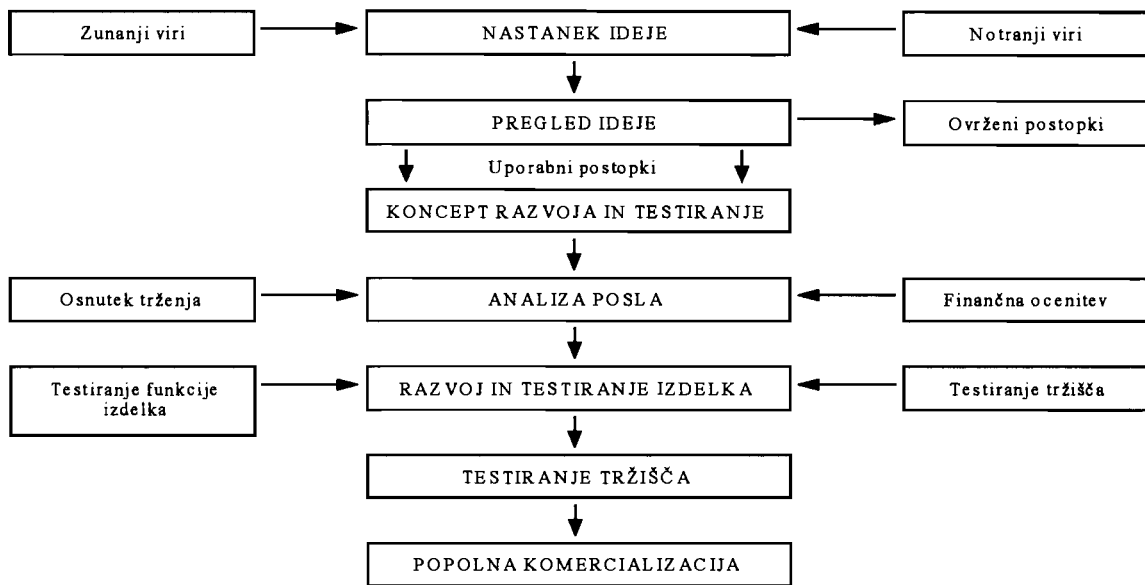 Zunanji viri
NASTANEK IDEJE
Notranji viri
PREGLED IDEJE
Ovrženi postopki
Uporabni postopki
KONCEPT RAZVOJA IN TESTIRANJE
Osnutek trženja
ANALIZA POSLA
Finančna ocenitev
Testiranje funkcije
izdelka
RAZVOJ IN TESTIRANJE IZDELKA
Testiranje tržišča
TESTIRANJE TRŽIŠČA
POPOLNA KOMERCIALIZACIJA